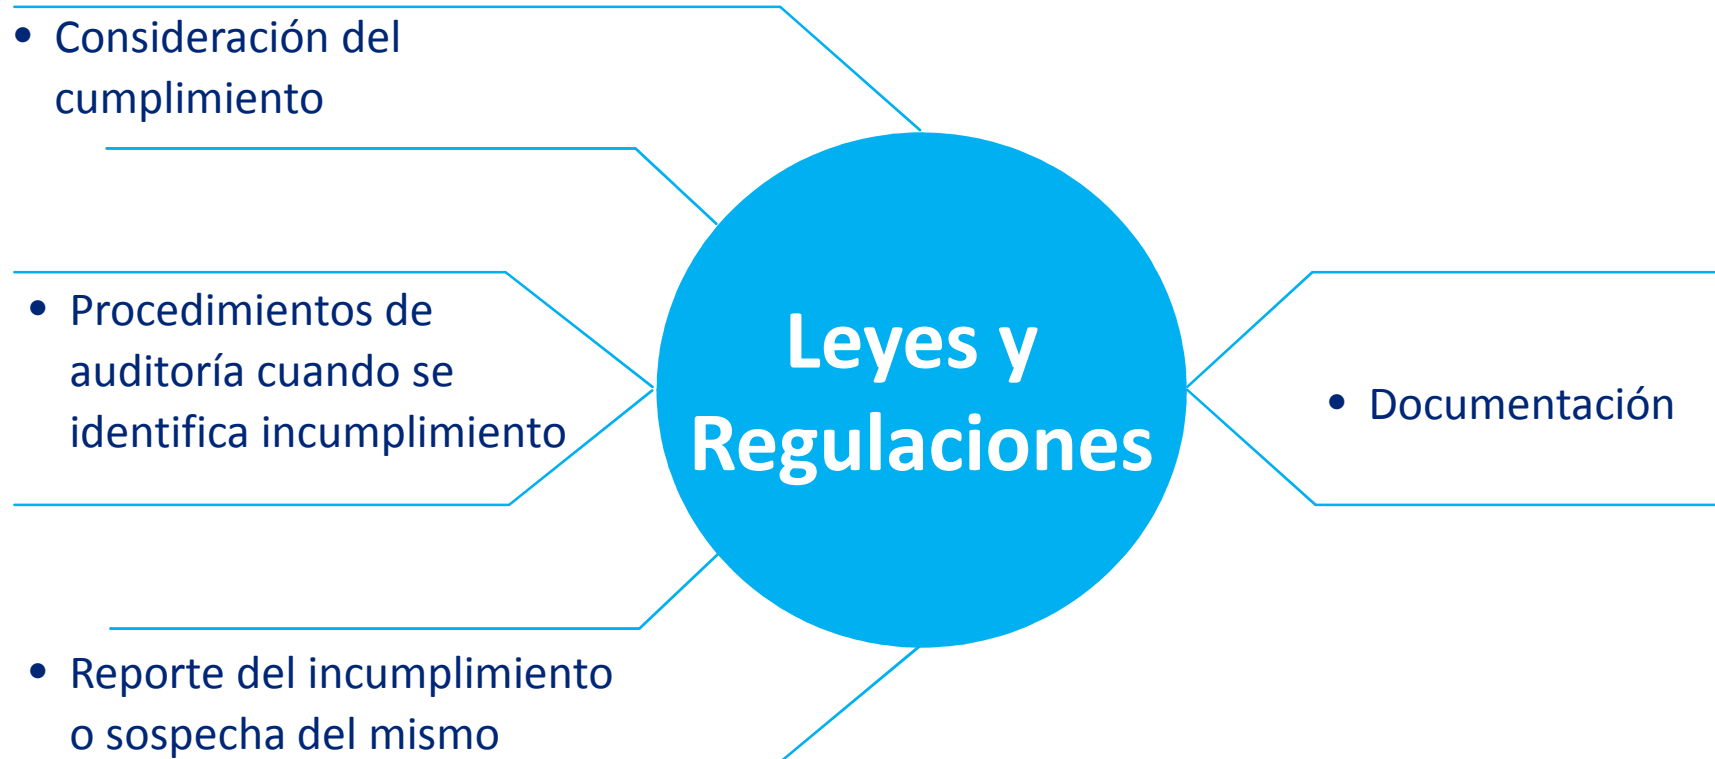 • Consideración del
cumplimiento
• Procedimientos de
auditoría cuando se
identifica incumplimiento
• Reporte del incumplimiento
o sospecha del mismo
Leyes y
Regulaciones
• Documentación